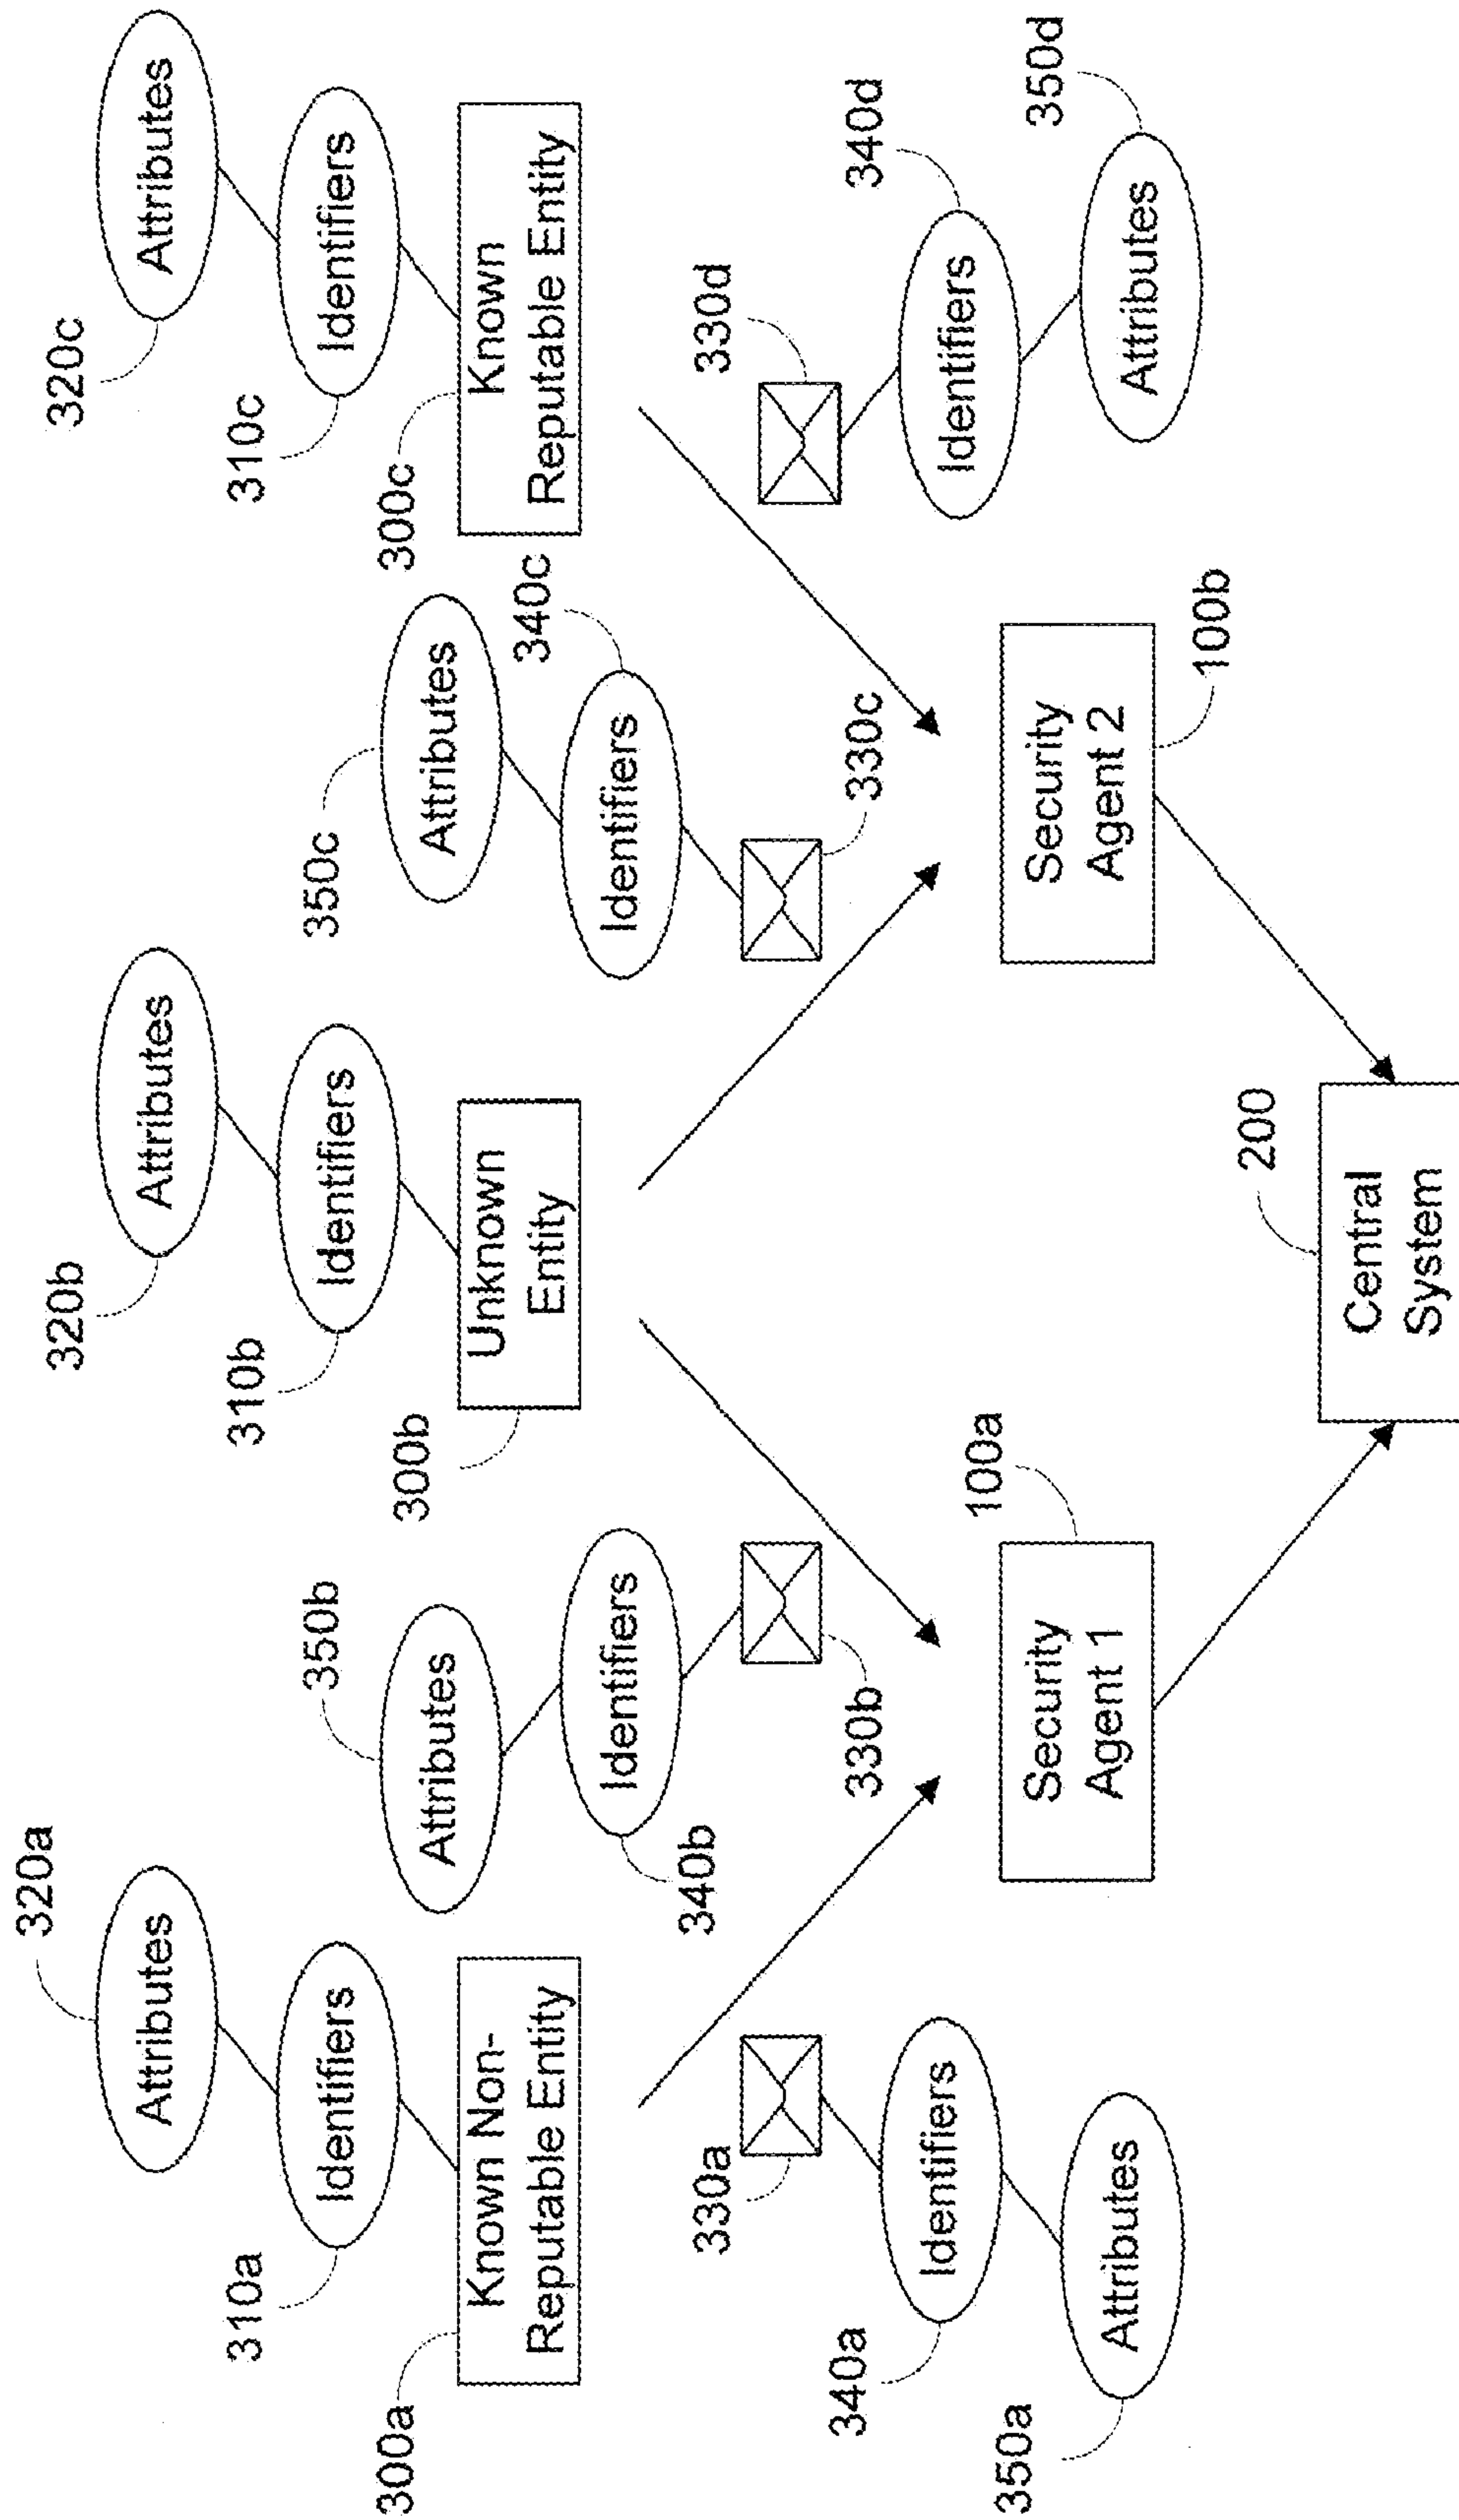 320a
Attributes
310a
Identifiers
300a
Known Non-
Reputable Entity
350b
Attributes
340b
Identifiers
330b
330a
340a
Identifiers
350a
Attributes
320b
Attributes
310b
Identifiers
300b
Unknown
Entity
350c
Attributes
340c
Identifiers
330c
320c
Attributes
310c
Identifiers
300c
Known
Reputable Entity
330d
340d
Identifiers
350d
Attributes
100a
Security
Agent 1
100b
Security
Agent 2
200
Central
System